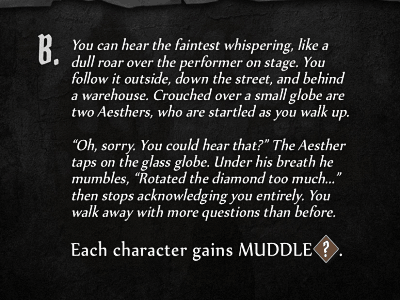 B. You can hear the faintest whispering, like a
dull roar over the performer on stage. You
follow it outside, down the street, and behind
a warehouse. Crouched over a small globe are
two Aesthers, who are startled as you walk up.
“Oh, sorry. You could hear that?” The Aesther
taps on the glass globe. Under his breath he
mumbles, “Rotated the diamond too much...”
then stops acknowledging you entirely. You
walk away with more questions than before.
Each character gains MUDDLE ?.